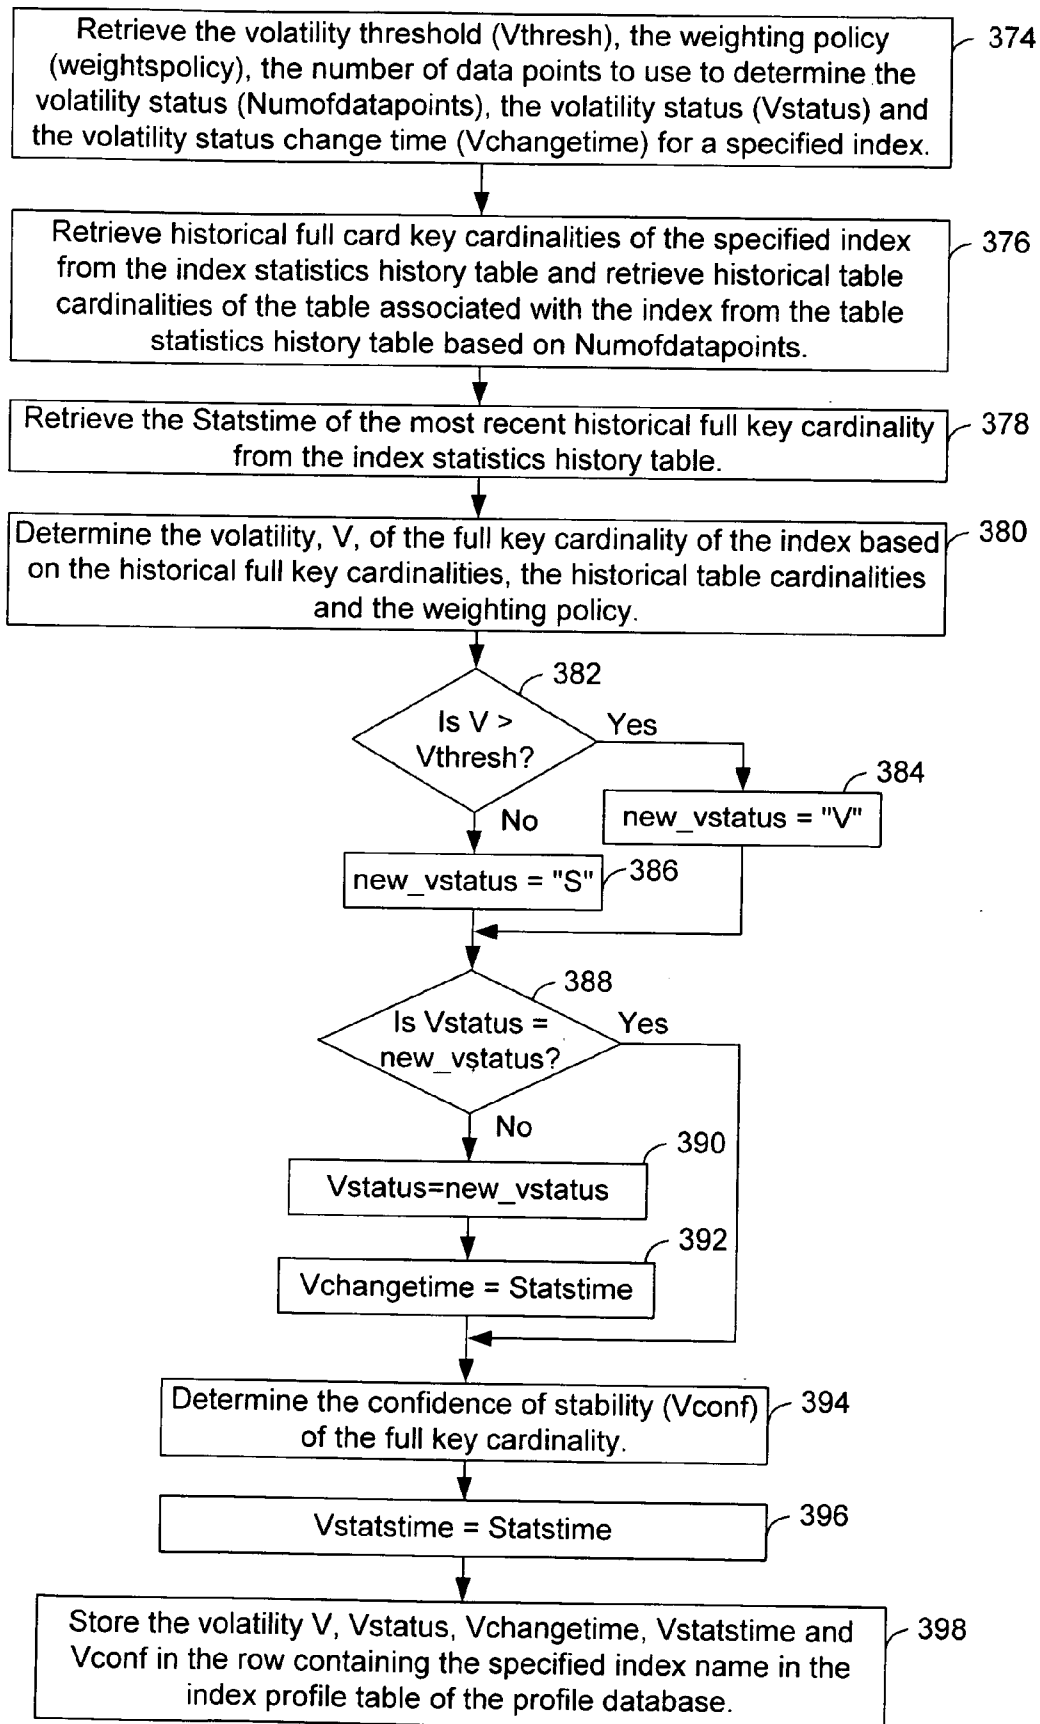 Retrieve the volatility threshold (Vthresh), the weighting policy
(weightspolicy), the number of data points to use to determine the
volatility status (Numofdatapoints), the volatility status (Vstatus) and
the volatility status change time (Vchangetime) for a specified index.
374
Retrieve historical full card key cardinalities of the specified index
from the index statistics history table and retrieve historical table
cardinalities of the table associated with the index from the table
statistics history table based on Numofdatapoints.
376
Retrieve the Statstime of the most recent historical full key cardinality
from the index statistics history table.
378
Determine the volatility, V, of the full key cardinality of the index based
on the historical full key cardinalities, the historical table cardinalities
and the weighting policy.
380
382
Is V >
Vthresh?
Yes
384
new_vstatus = "V"
No
new_vstatus = "S"
386
388
Is Vstatus =
new_vstatus?
Yes
No
390
Vstatus=new_vstatus
392
Vchangetime = Statstime
Determine the confidence of stability (Vconf)
of the full key cardinality.
394
Vstatstime = Statstime
396
Store the volatility V, Vstatus, Vchangetime, Vstatstime and
Vconf in the row containing the specified index name in the
index profile table of the profile database.
398